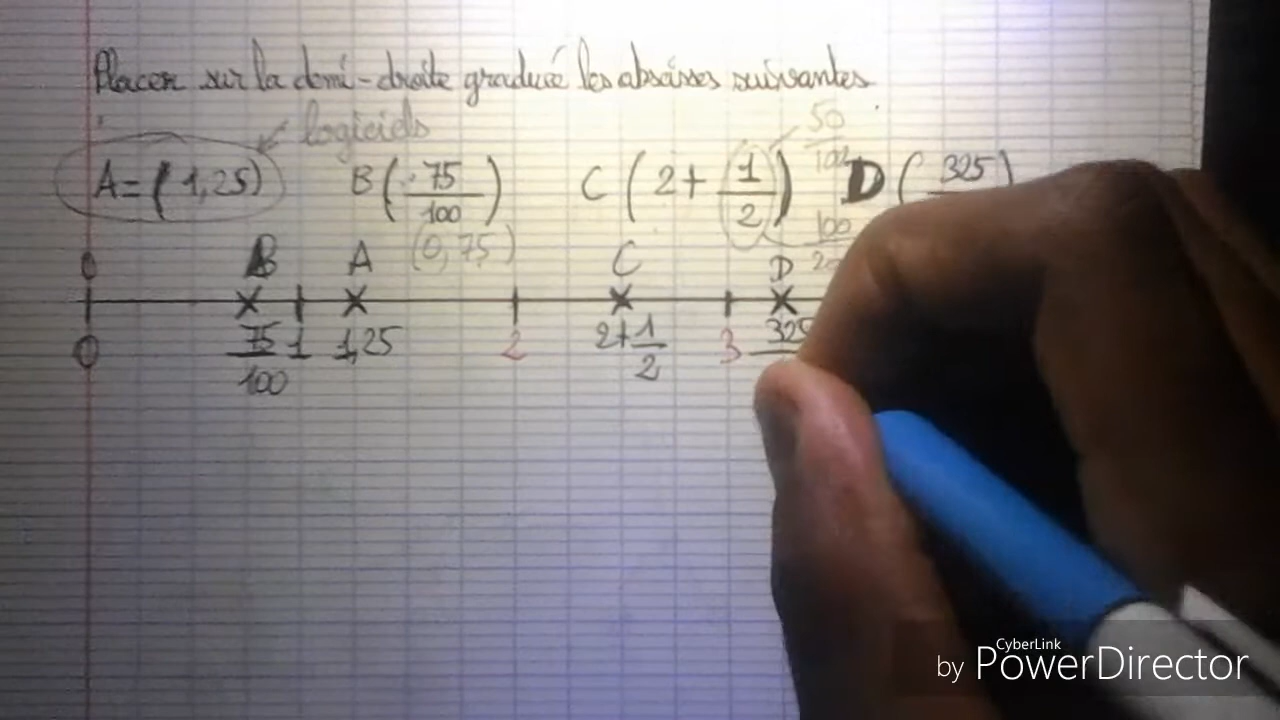 Placer sur la demi-droite gradueé les abscisses suivantes
:
logiciels 50
A=(1,25) B(75/100) C(2+1/2) 100 D(325
(0,75) 100
0 B A C D 20
0 75/100 1 1,25 2 2+1/2 3 325
CyberLink
by PowerDirector